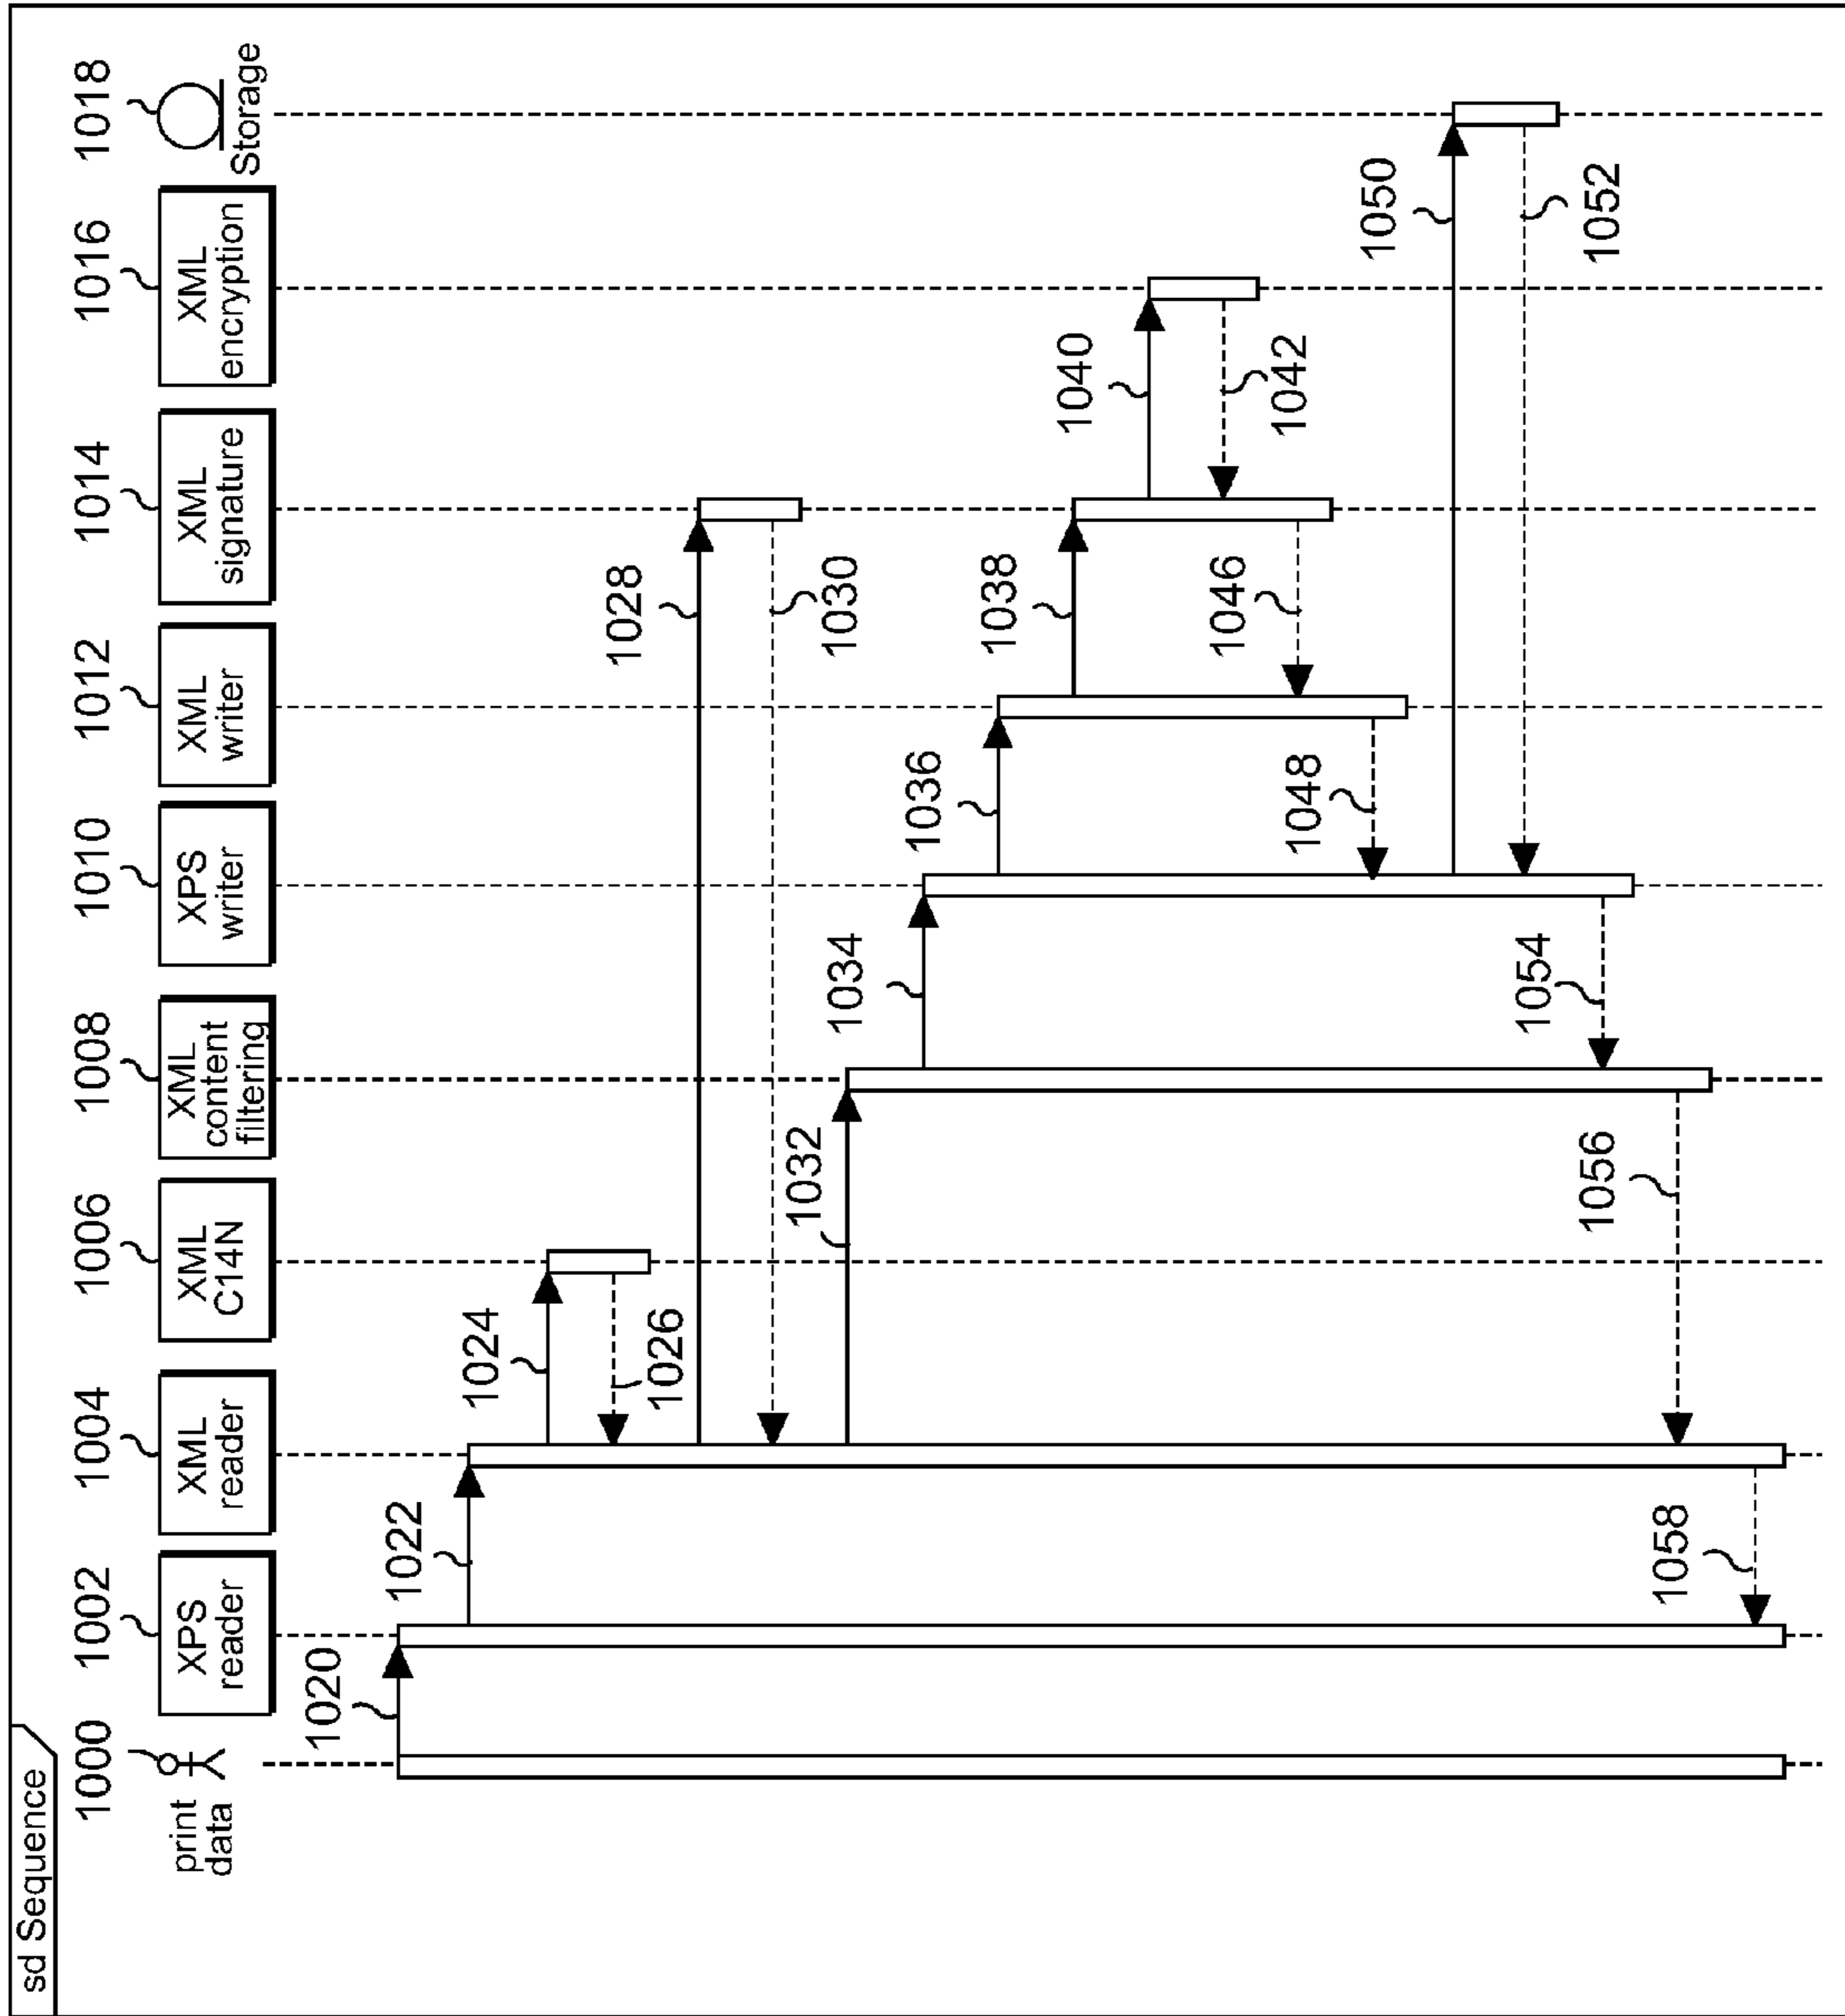 sd Sequence
1000
print
data
1002
XPS
reader
1004
XML
reader
1006
XML
C14N
1008
XML
content
filtering
1010
XPS
writer
1012
XML
writer
1014
XML
signature
1016
XML
encryption
1018
Storage
1020
1022
1024
1026
1028
1030
1032
1034
1036
1038
1040
1042
1046
1048
1050
1052
1054
1056
1058